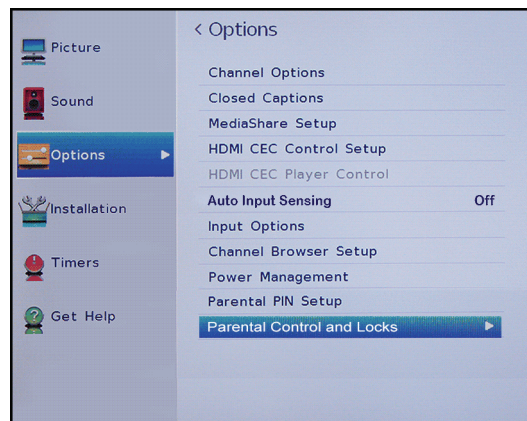 < Options
Picture
Sound
Options
Installation
Timers
Get Help
Channel Options
Closed Captions
MediaShare Setup
HDMI CEC Control Setup
HDMI CEC Player Control
Auto Input Sensing Off
Input Options
Channel Browser Setup
Power Management
Parental PIN Setup
Parental Control and Locks